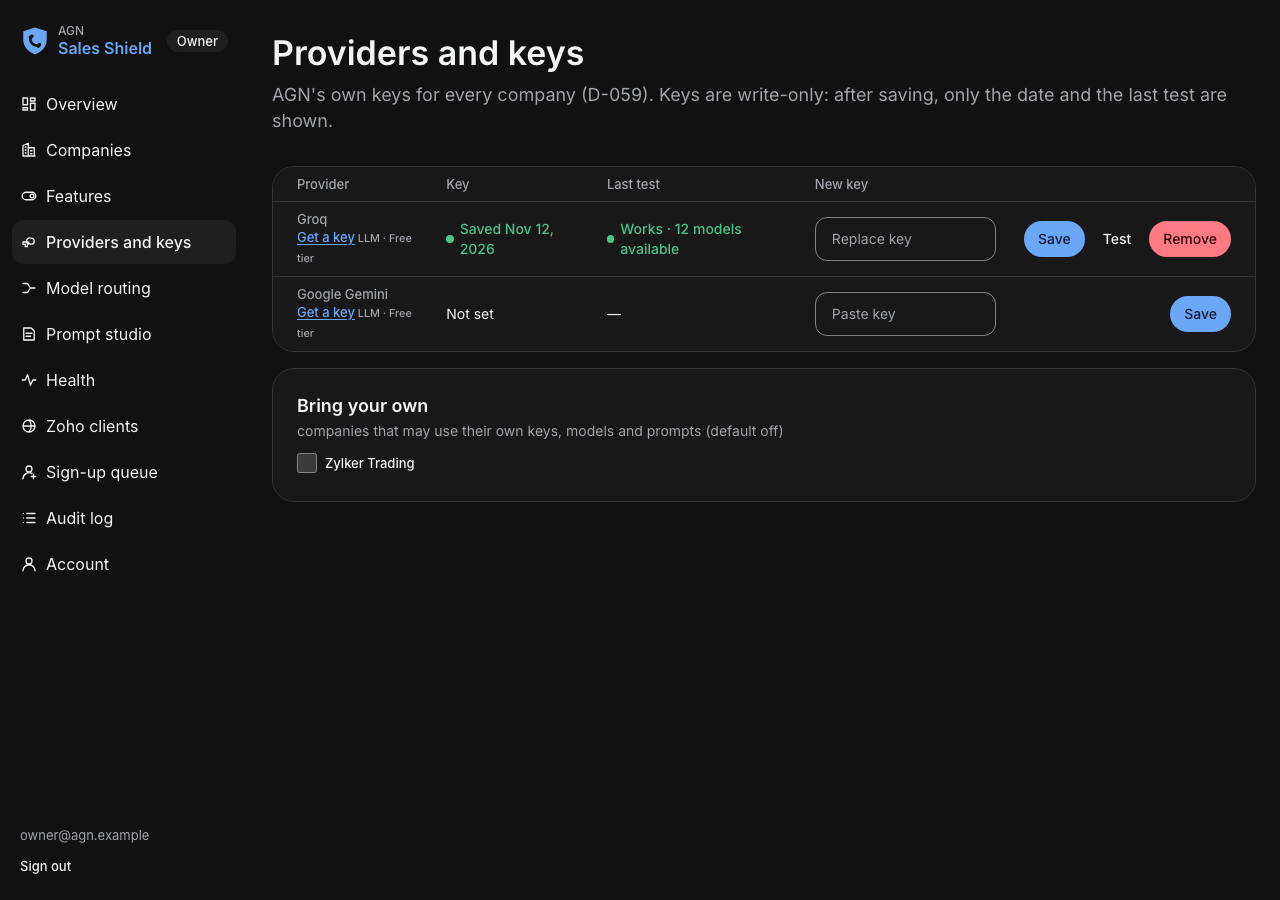 AGN
Sales Shield
Owner
Overview
Companies
Features
Providers and keys
Model routing
Prompt studio
Health
Zoho clients
Sign-up queue
Audit log
Account
owner@agn.example
Sign out
Providers and keys
AGN's own keys for every company (D-059). Keys are write-only: after saving, only the date and the last test are
shown.
Provider Key Last test New key
Groq
Get a key LLM · Free
tier
Saved Nov 12,
2026
Works · 12 models
available
Replace key
Save Test Remove
Google Gemini
Get a key LLM · Free
tier
Not set
—
Paste key
Save
Bring your own
companies that may use their own keys, models and prompts (default off)
Zylker Trading